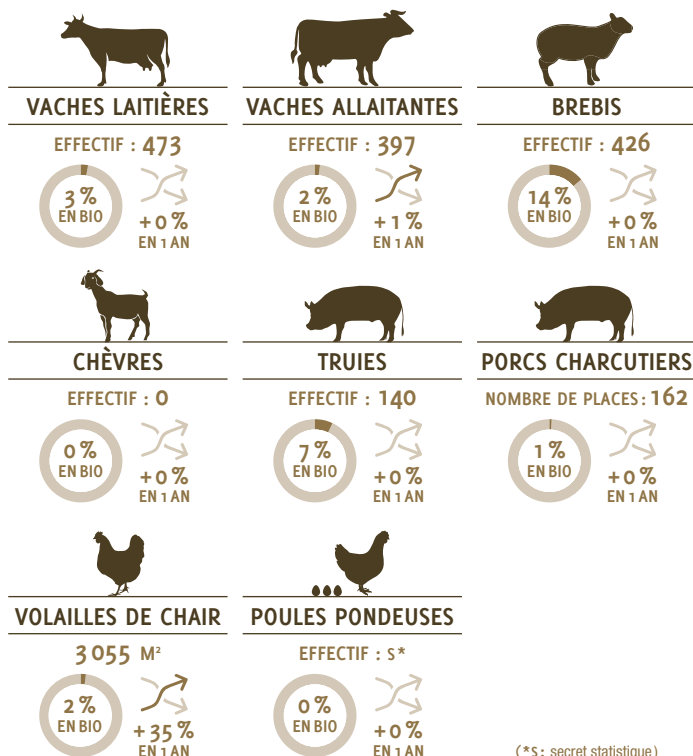 VACHES LAITIÈRES
EFFECTIF : 473
3 %
EN BIO
+0 %
EN 1 AN
VACHES ALLAITANTES
EFFECTIF : 397
2 %
EN BIO
+1 %
EN 1 AN
BREBIS
EFFECTIF : 426
14 %
EN BIO
+0 %
EN 1 AN
CHÈVRES
EFFECTIF : 0
0 %
EN BIO
+0 %
EN 1 AN
TRUIES
EFFECTIF : 140
7 %
EN BIO
+0 %
EN 1 AN
PORCS CHARCUTIERS
NOMBRE DE PLACES : 162
1 %
EN BIO
+0 %
EN 1 AN
VOLAILLES DE CHAIR
3 055 M²
2 %
EN BIO
+35 %
EN 1 AN
POULES PONDEUSES
EFFECTIF : S*
0 %
EN BIO
+0 %
EN 1 AN
(*S : secret statistique)